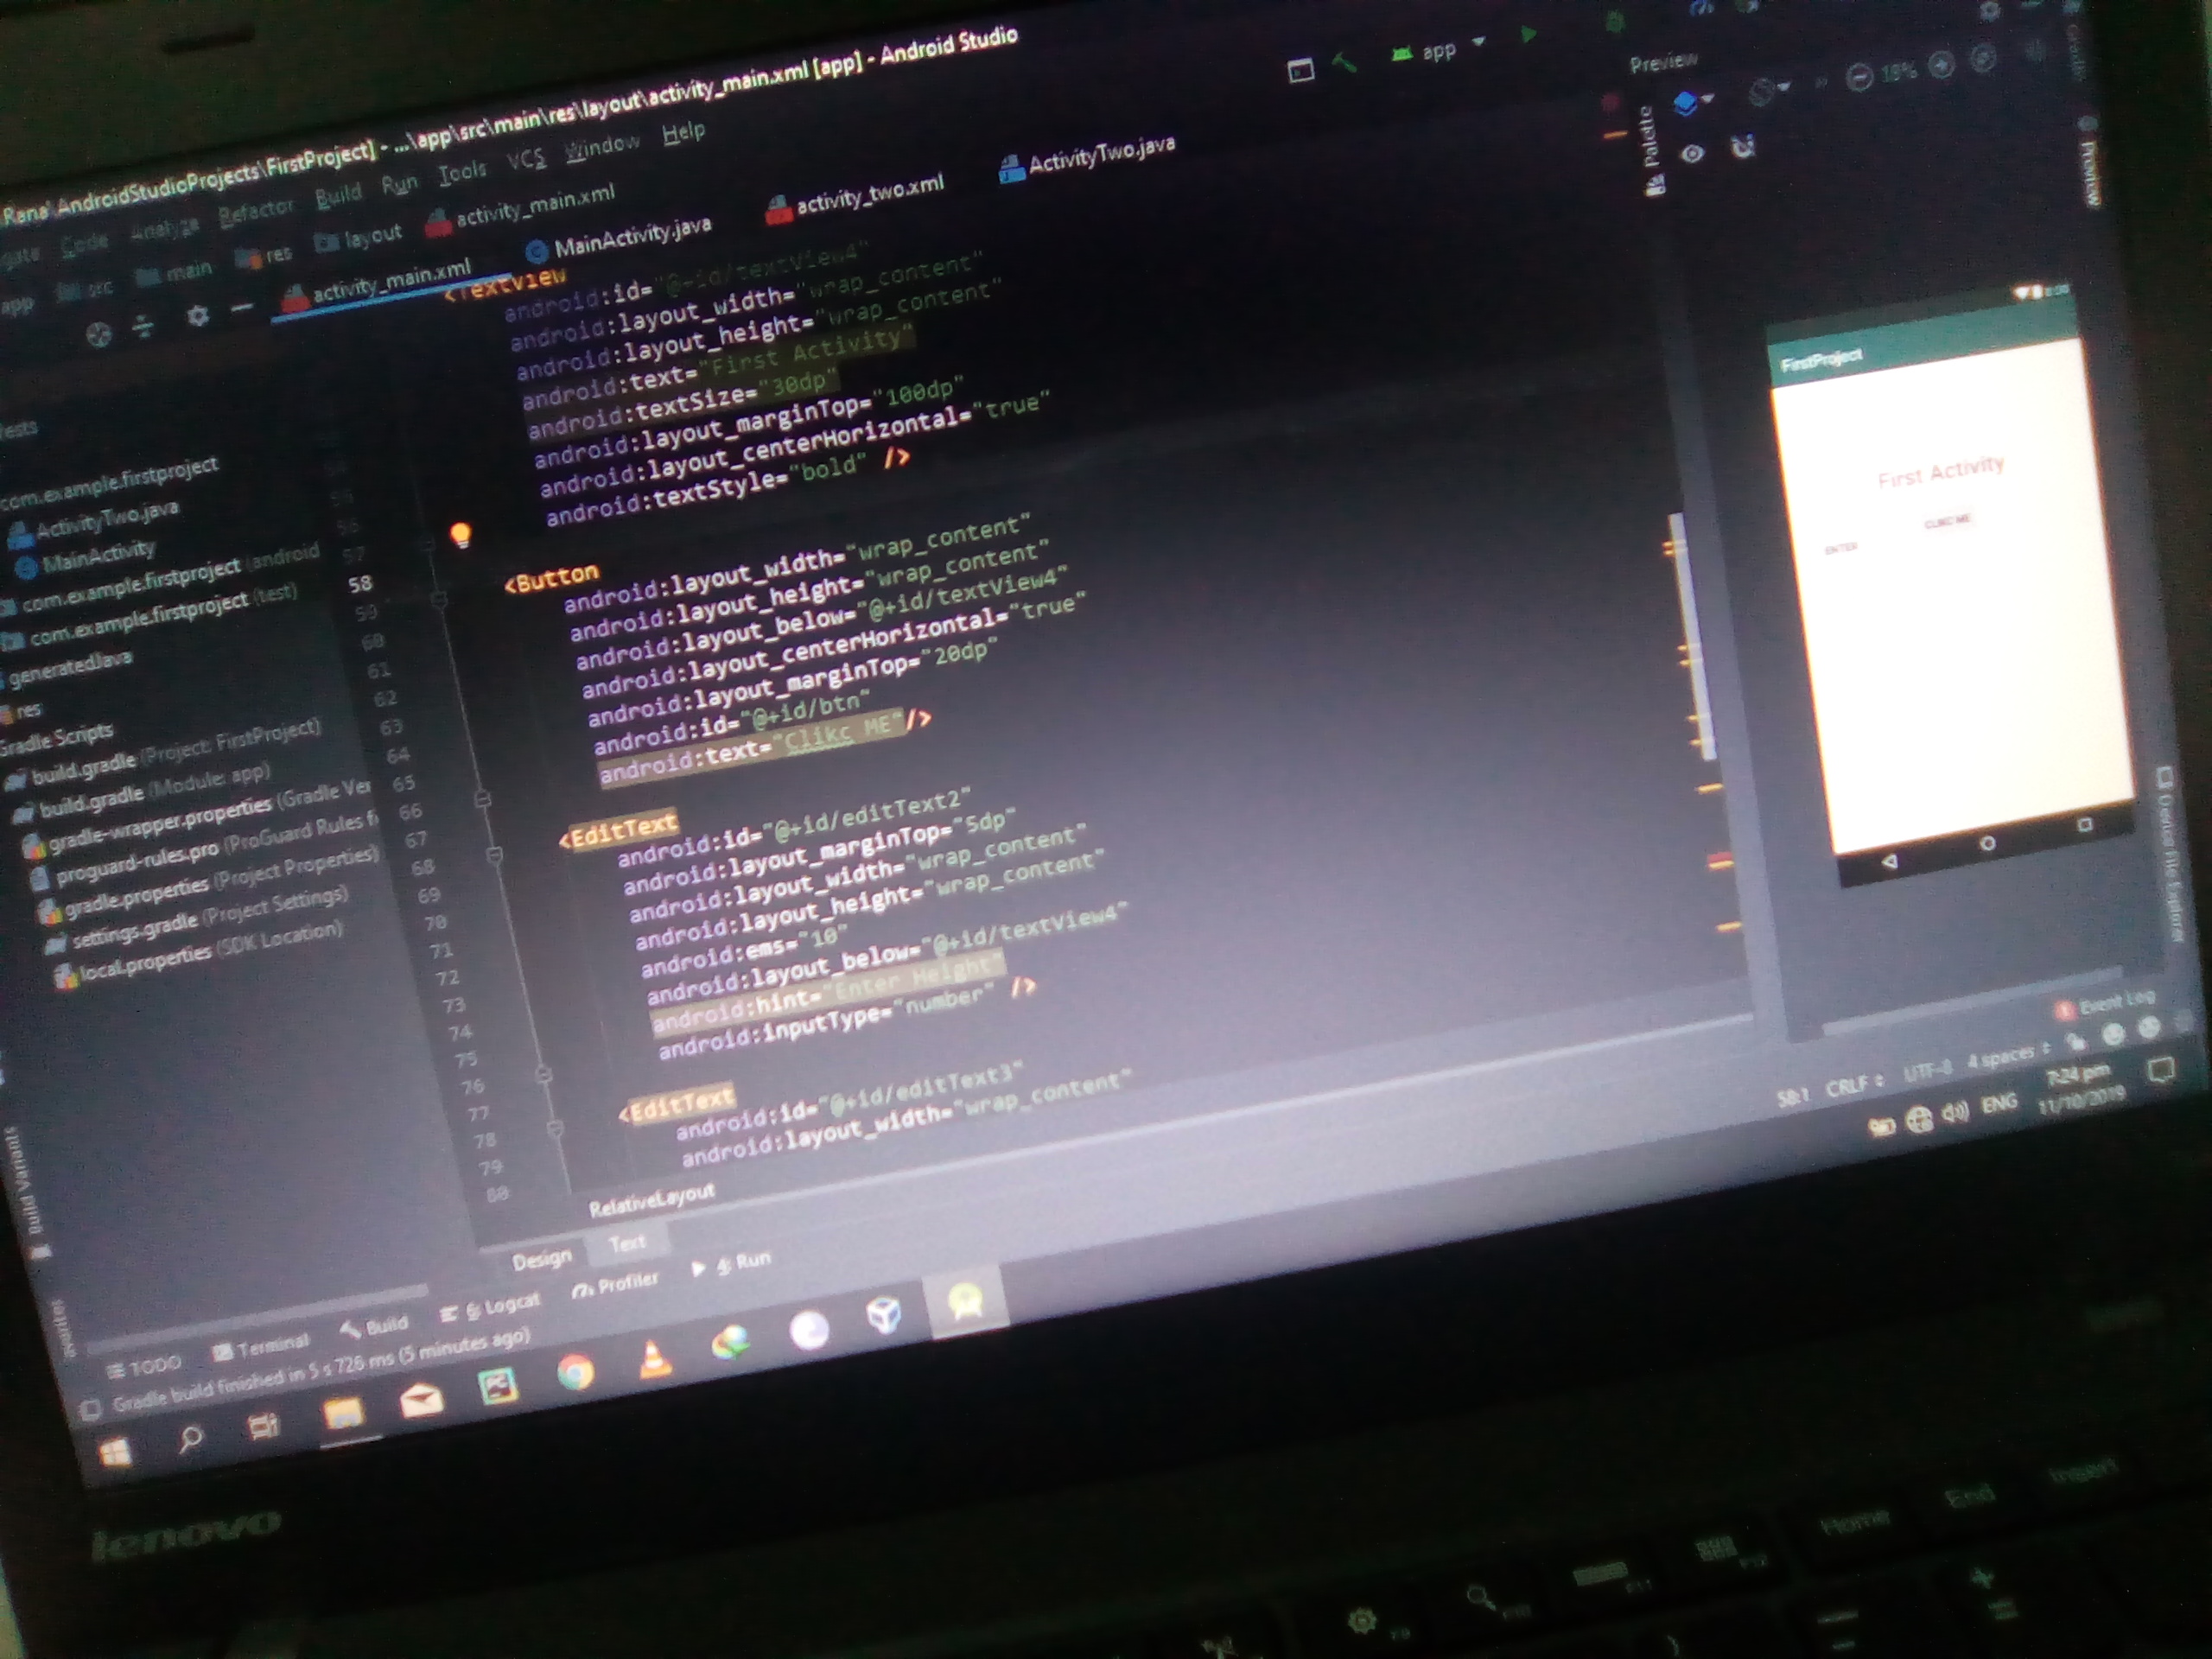 Rana\AndroidStudioProjects\FirstProject] - ...\app\src\main\res\layout\activity_main.xml [app] - Android Studio
Code Analyze Refactor Build Run Tools VCS Window Help
app src main res layout activity_main.xml
app
activity_main.xml MainActivity.java activity_two.xml ActivityTwo.java
com.example.firstproject
ActivityTwo.java
MainActivity
com.example.firstproject (android
com.example.firstproject (test)
generatedJava
res
Gradle Scripts
build.gradle (Project: FirstProject)
build.gradle (Module: app)
gradle-wrapper.properties (Gradle Ver
proguard-rules.pro (ProGuard Rules f
gradle.properties (Project Properties)
settings.gradle (Project Settings)
local.properties (SDK Location)
<TextView
android:id="@+id/textView4"
android:layout_width="wrap_content"
android:layout_height="wrap_content"
android:text="First Activity"
android:textSize="30dp"
android:layout_marginTop="100dp"
android:layout_centerHorizontal="true"
android:textStyle="bold" />
57
58
59
60
61
62
63
64
65
66
67
68
69
70
71
72
73
74
75
76
77
78
79
80
<Button
android:layout_width="wrap_content"
android:layout_height="wrap_content"
android:layout_below="@+id/textView4"
android:layout_centerHorizontal="true"
android:layout_marginTop="20dp"
android:id="@+id/btn"
android:text="Clikc ME"/>
<EditText
android:id="@+id/editText2"
android:layout_marginTop="5dp"
android:layout_width="wrap_content"
android:layout_height="wrap_content"
android:ems="10"
android:layout_below="@+id/textView4"
android:hint="Enter Height"
android:inputType="number" />
<EditText
android:id="@+id/editText3"
android:layout_width="wrap_content"
RelativeLayout
Design Text
Preview
Palette
Preview
Gradle
FirstProject
First Activity
CLIKC ME
ENTER
Device File Explorer
Build Variants
TODO Terminal Build 6: Logcat Profiler 4: Run
Event Log
Gradle build finished in 5 s 726 ms (5 minutes ago)
58:1 CRLF UTF-8 4 spaces
ENG
7:24 pm
11/10/2019
lenovo
Home End Insert